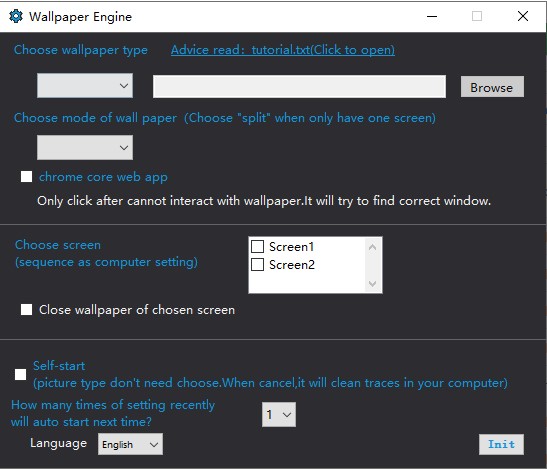 Wallpaper Engine
Choose wallpaper type Advice read: tutorial.txt(Click to open)
Browse
Choose mode of wall paper (Choose "split" when only have one screen)
chrome core web app
Only click after cannot interact with wallpaper.It will try to find correct window.
Choose screen
(sequence as computer setting)
Screen1
Screen2
Close wallpaper of chosen screen
Self-start
(picture type don't need choose.When cancel,it will clean traces in your computer)
How many times of setting recently
will auto start next time?
1
Language English Init